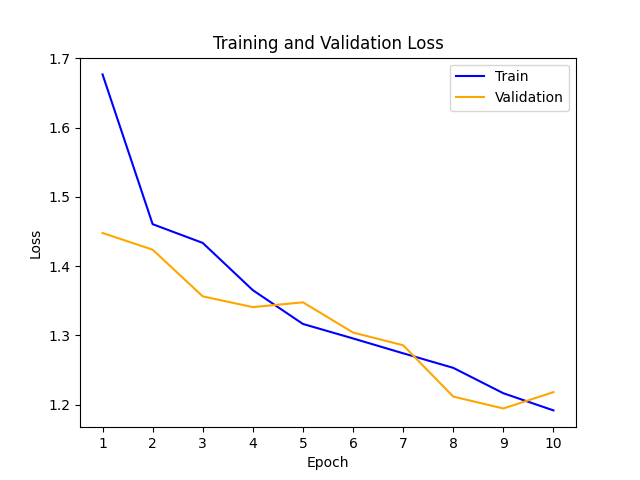 Training and Validation Loss
Train
Validation
1.7
1.6
1.5
1.4
1.3
1.2
Loss
1 2 3 4 5 6 7 8 9 10
Epoch